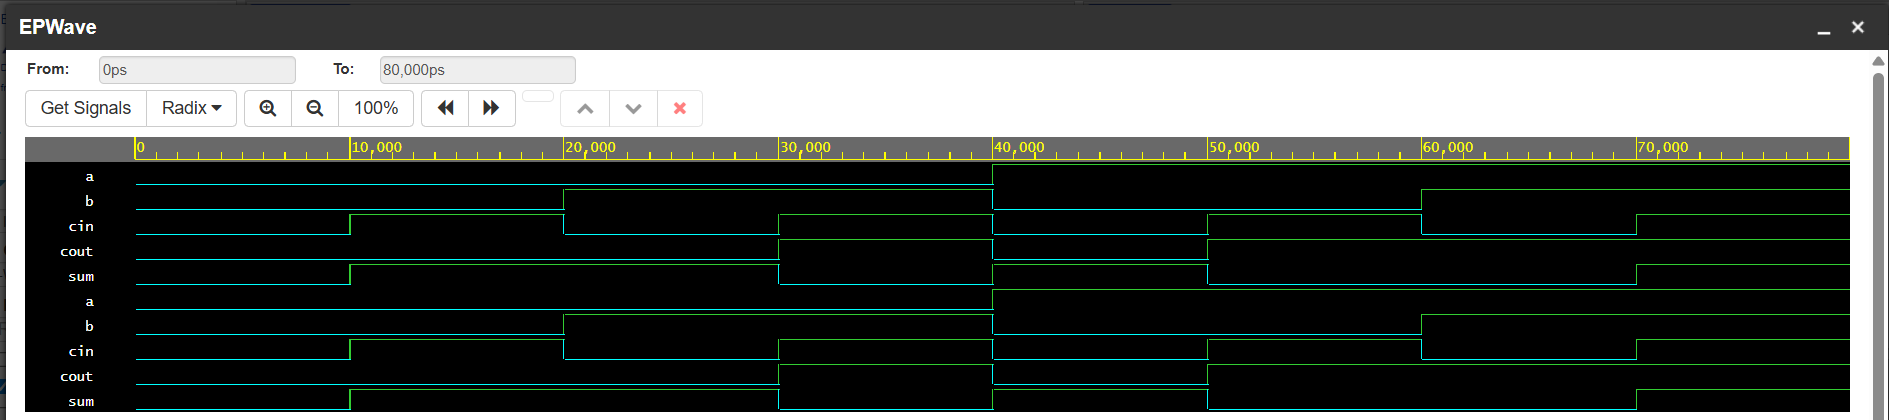 EPWave
From: 0ps To: 80,000ps
Get Signals Radix 100%
0 10,000 20,000 30,000 40,000 50,000 60,000 70,000
a
b
cin
cout
sum
a
b
cin
cout
sum